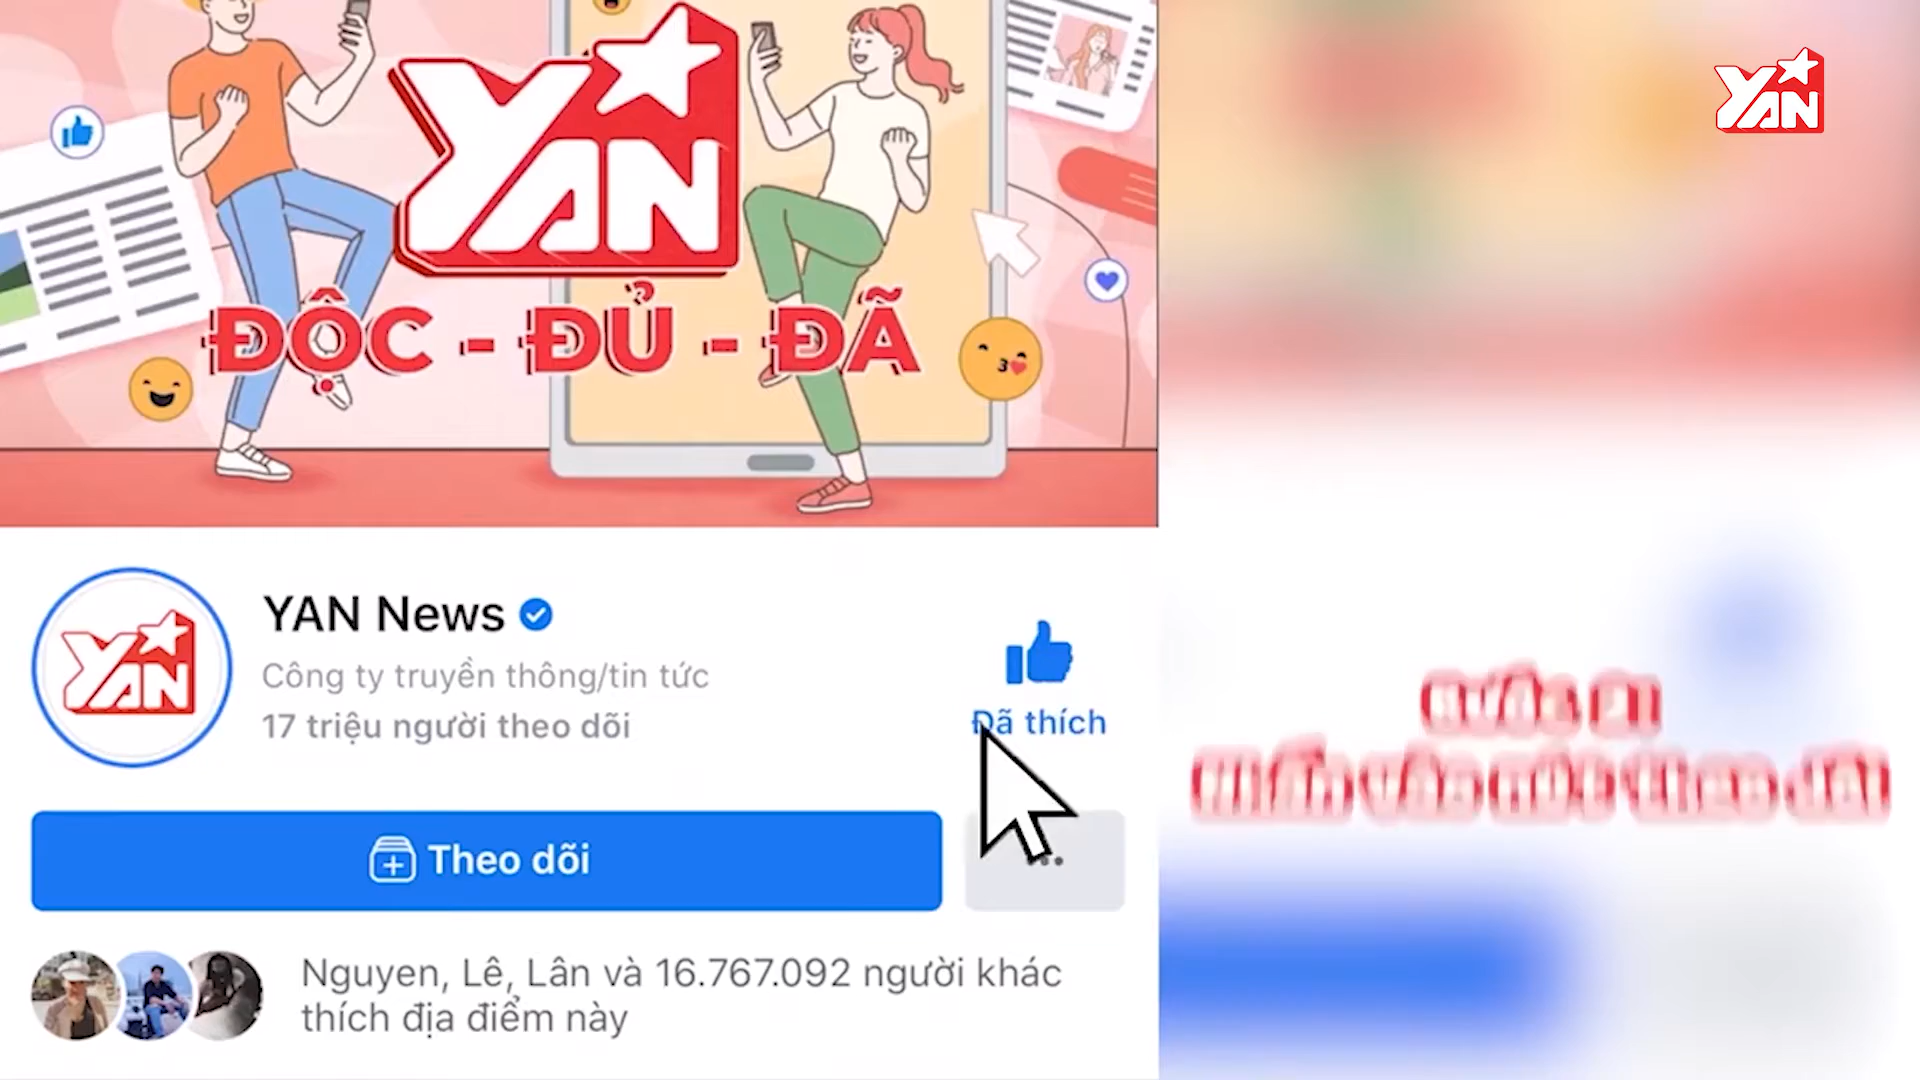 YAN
YAN
ĐỘC - ĐỦ - ĐÃ
YAN
YAN News
Công ty truyền thông/tin tức
17 triệu người theo dõi
Đã thích
Theo dõi
Nguyen, Lê, Lân và 16.767.092 người khác
thích địa điểm này